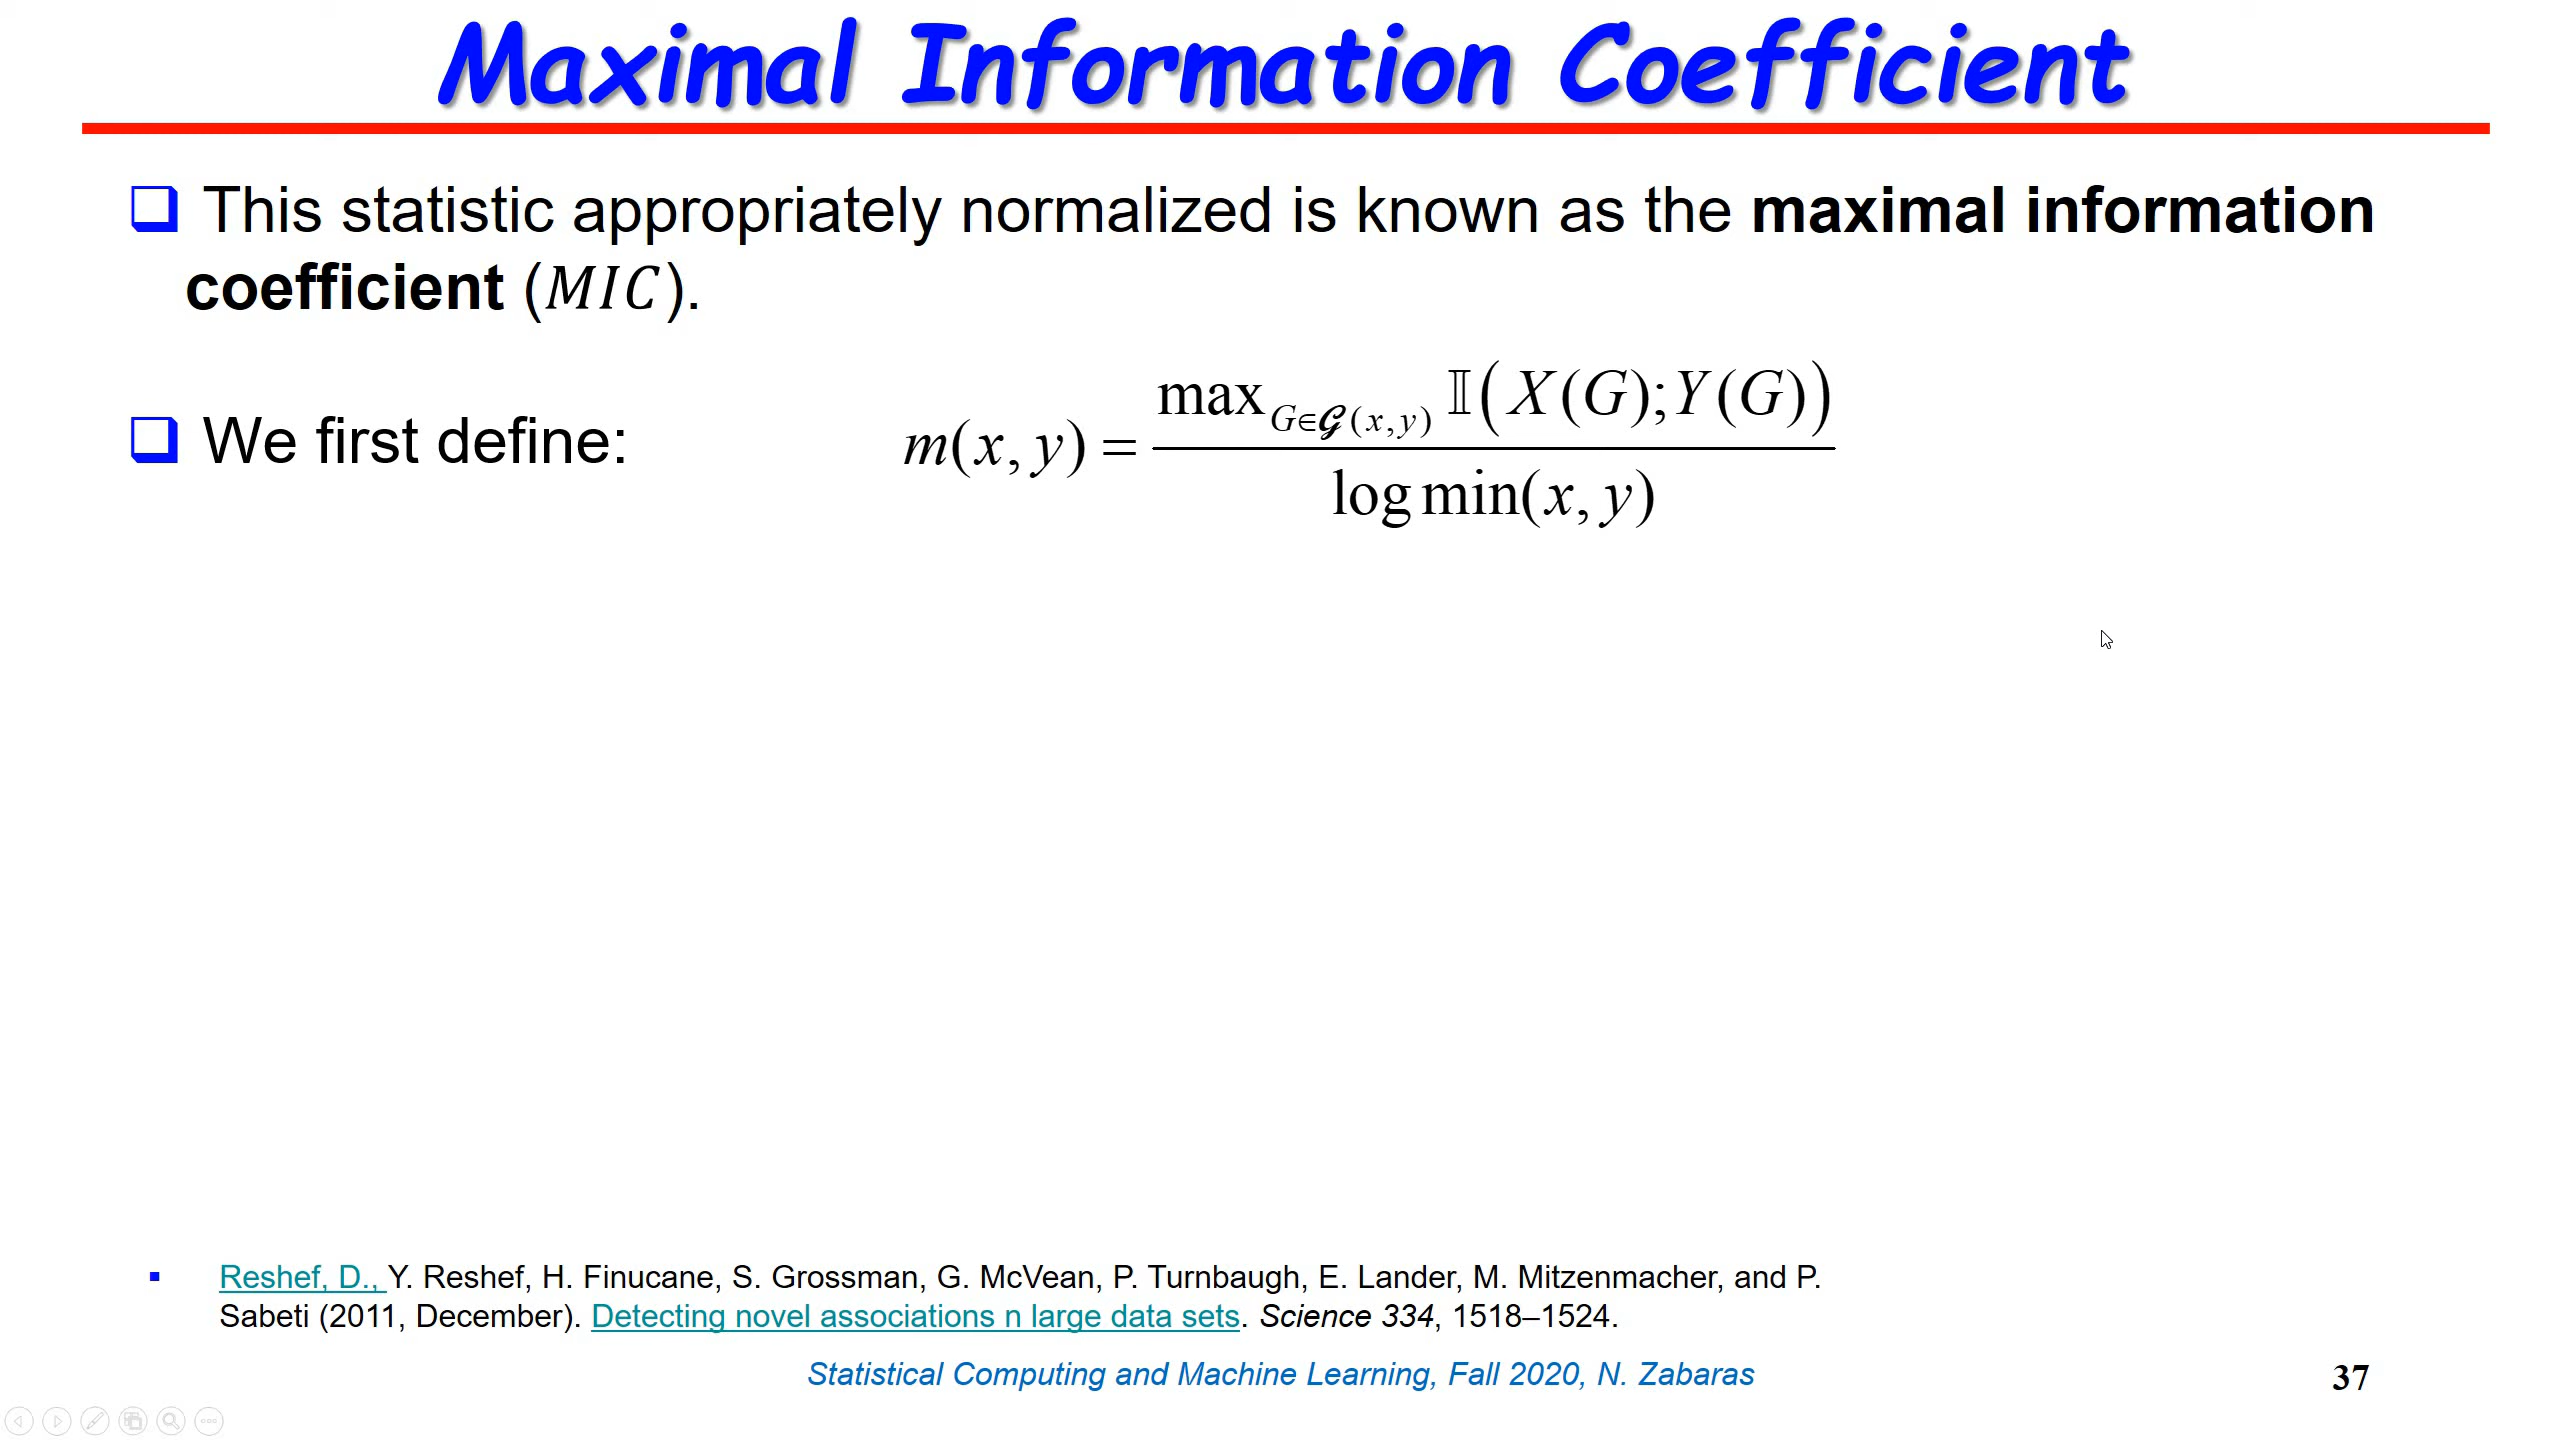 Maximal Information Coefficient
This statistic appropriately normalized is known as the maximal information
coefficient (MIC).
We first define: m(x, y) = max_{G∈𝒢(x,y)} 𝕀(X(G);Y(G)) / log min(x, y)
Reshef, D., Y. Reshef, H. Finucane, S. Grossman, G. McVean, P. Turnbaugh, E. Lander, M. Mitzenmacher, and P.
Sabeti (2011, December). Detecting novel associations n large data sets. Science 334, 1518–1524.
Statistical Computing and Machine Learning, Fall 2020, N. Zabaras
37